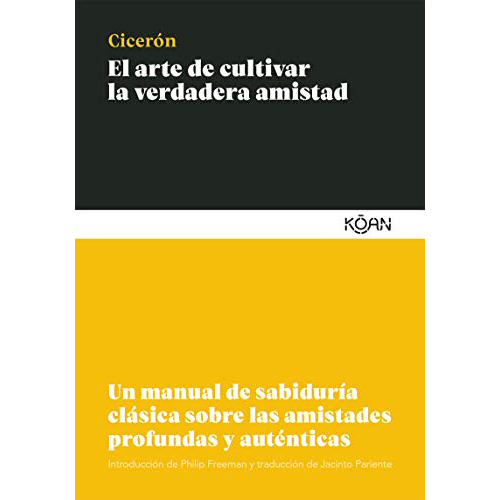 Cicerón
El arte de cultivar
la verdadera amistad
KŌAN
Un manual de sabiduría
clásica sobre las amistades
profundas y auténticas
Introducción de Philip Freeman y traducción de Jacinto Pariente